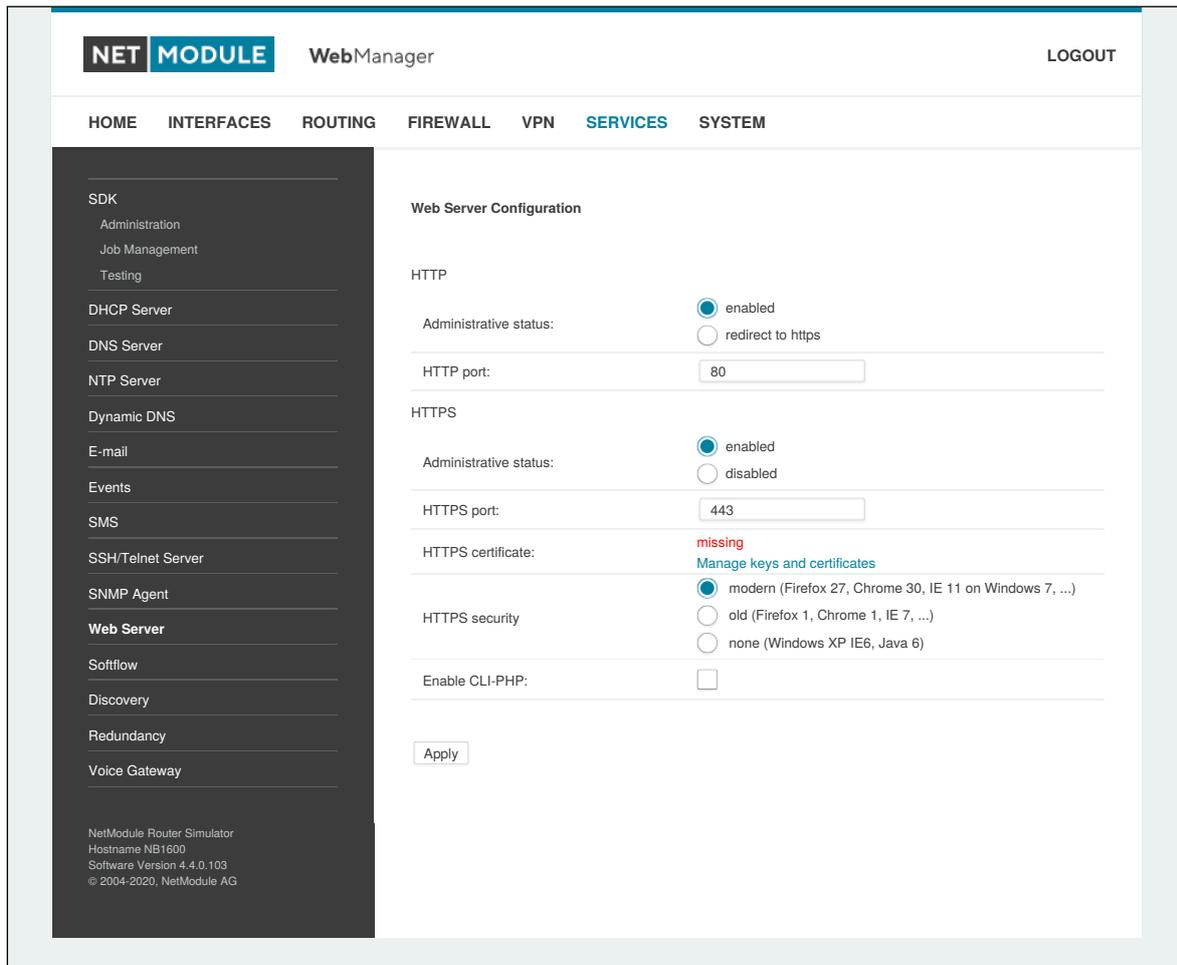 NET MODULE WebManager LOGOUT
HOME INTERFACES ROUTING FIREWALL VPN SERVICES SYSTEM
SDK
Administration
Job Management
Testing
DHCP Server
DNS Server
NTP Server
Dynamic DNS
E-mail
Events
SMS
SSH/Telnet Server
SNMP Agent
Web Server
Softflow
Discovery
Redundancy
Voice Gateway
NetModule Router Simulator
Hostname NB1600
Software Version 4.4.0.103
© 2004-2020, NetModule AG
Web Server Configuration
HTTP
Administrative status:
enabled
redirect to https
HTTP port: 80
HTTPS
Administrative status:
enabled
disabled
HTTPS port: 443
HTTPS certificate:
missing
Manage keys and certificates
HTTPS security
modern (Firefox 27, Chrome 30, IE 11 on Windows 7, ...)
old (Firefox 1, Chrome 1, IE 7, ...)
none (Windows XP IE6, Java 6)
Enable CLI-PHP:
Apply